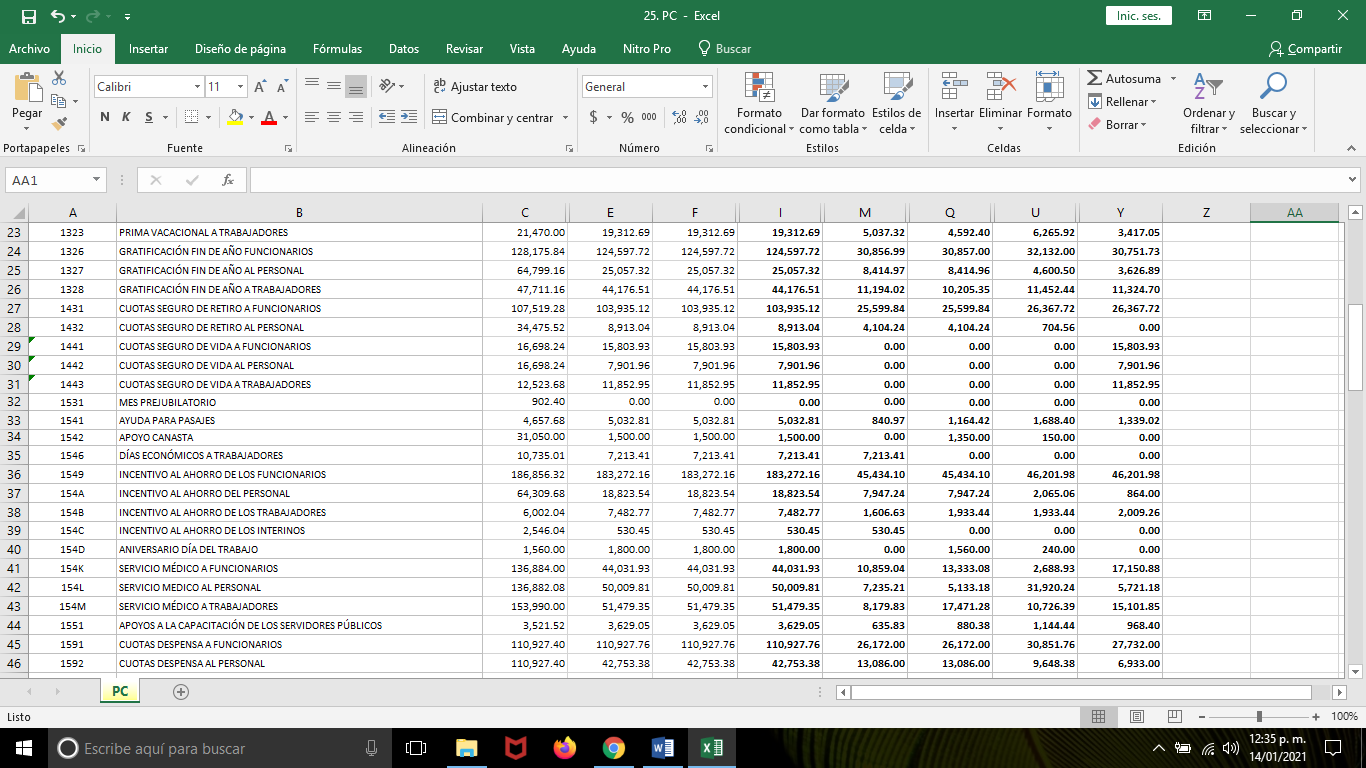 25. PC - Excel
Inic. ses.
Archivo Inicio Insertar Diseño de página Fórmulas Datos Revisar Vista Ayuda Nitro Pro Buscar Compartir
Pegar
Calibri 11
N K S
Ajustar texto
Combinar y centrar
General
$ % 000
Formato condicional
Dar formato como tabla
Estilos de celda
Insertar Eliminar Formato
Autosuma
Rellenar
Borrar
Ordenar y filtrar
Buscar y seleccionar
Portapapeles Fuente Alineación Número Estilos Celdas Edición
AA1 fx
A B C E F I M Q U Y Z AA
23 1323 PRIMA VACACIONAL A TRABAJADORES 21,470.00 19,312.69 19,312.69 19,312.69 5,037.32 4,592.40 6,265.92 3,417.05
24 1326 GRATIFICACIÓN FIN DE AÑO FUNCIONARIOS 128,175.84 124,597.72 124,597.72 124,597.72 30,856.99 30,857.00 32,132.00 30,751.73
25 1327 GRATIFICACIÓN FIN DE AÑO AL PERSONAL 64,799.16 25,057.32 25,057.32 25,057.32 8,414.97 8,414.96 4,600.50 3,626.89
26 1328 GRATIFICACIÓN FIN DE AÑO A TRABAJADORES 47,711.16 44,176.51 44,176.51 44,176.51 11,194.02 10,205.35 11,452.44 11,324.70
27 1431 CUOTAS SEGURO DE RETIRO A FUNCIONARIOS 107,519.28 103,935.12 103,935.12 103,935.12 25,599.84 25,599.84 26,367.72 26,367.72
28 1432 CUOTAS SEGURO DE RETIRO AL PERSONAL 34,475.52 8,913.04 8,913.04 8,913.04 4,104.24 4,104.24 704.56 0.00
29 1441 CUOTAS SEGURO DE VIDA A FUNCIONARIOS 16,698.24 15,803.93 15,803.93 15,803.93 0.00 0.00 0.00 15,803.93
30 1442 CUOTAS SEGURO DE VIDA AL PERSONAL 16,698.24 7,901.96 7,901.96 7,901.96 0.00 0.00 0.00 7,901.96
31 1443 CUOTAS SEGURO DE VIDA A TRABAJADORES 12,523.68 11,852.95 11,852.95 11,852.95 0.00 0.00 0.00 11,852.95
32 1531 MES PREJUBILATORIO 902.40 0.00 0.00 0.00 0.00 0.00 0.00 0.00
33 1541 AYUDA PARA PASAJES 4,657.68 5,032.81 5,032.81 5,032.81 840.97 1,164.42 1,688.40 1,339.02
34 1542 APOYO CANASTA 31,050.00 1,500.00 1,500.00 1,500.00 0.00 1,350.00 150.00 0.00
35 1546 DÍAS ECONÓMICOS A TRABAJADORES 10,735.01 7,213.41 7,213.41 7,213.41 7,213.41 0.00 0.00 0.00
36 1549 INCENTIVO AL AHORRO DE LOS FUNCIONARIOS 186,856.32 183,272.16 183,272.16 183,272.16 45,434.10 45,434.10 46,201.98 46,201.98
37 154A INCENTIVO AL AHORRO DEL PERSONAL 64,309.68 18,823.54 18,823.54 18,823.54 7,947.24 7,947.24 2,065.06 864.00
38 154B INCENTIVO AL AHORRO DE LOS TRABAJADORES 6,002.04 7,482.77 7,482.77 7,482.77 1,606.63 1,933.44 1,933.44 2,009.26
39 154C INCENTIVO AL AHORRO DE LOS INTERINOS 2,546.04 530.45 530.45 530.45 530.45 0.00 0.00 0.00
40 154D ANIVERSARIO DÍA DEL TRABAJO 1,560.00 1,800.00 1,800.00 1,800.00 0.00 1,560.00 240.00 0.00
41 154K SERVICIO MÉDICO A FUNCIONARIOS 136,884.00 44,031.93 44,031.93 44,031.93 10,859.04 13,333.08 2,688.93 17,150.88
42 154L SERVICIO MEDICO AL PERSONAL 136,882.08 50,009.81 50,009.81 50,009.81 7,235.21 5,133.18 31,920.24 5,721.18
43 154M SERVICIO MÉDICO A TRABAJADORES 153,990.00 51,479.35 51,479.35 51,479.35 8,179.83 17,471.28 10,726.39 15,101.85
44 1551 APOYOS A LA CAPACITACIÓN DE LOS SERVIDORES PÚBLICOS 3,521.52 3,629.05 3,629.05 3,629.05 635.83 880.38 1,144.44 968.40
45 1591 CUOTAS DESPENSA A FUNCIONARIOS 110,927.40 110,927.76 110,927.76 110,927.76 26,172.00 26,172.00 30,851.76 27,732.00
46 1592 CUOTAS DESPENSA AL PERSONAL 110,927.40 42,753.38 42,753.38 42,753.38 13,086.00 13,086.00 9,648.38 6,933.00
PC
Listo 100%
Escribe aquí para buscar
12:35 p. m.
14/01/2021